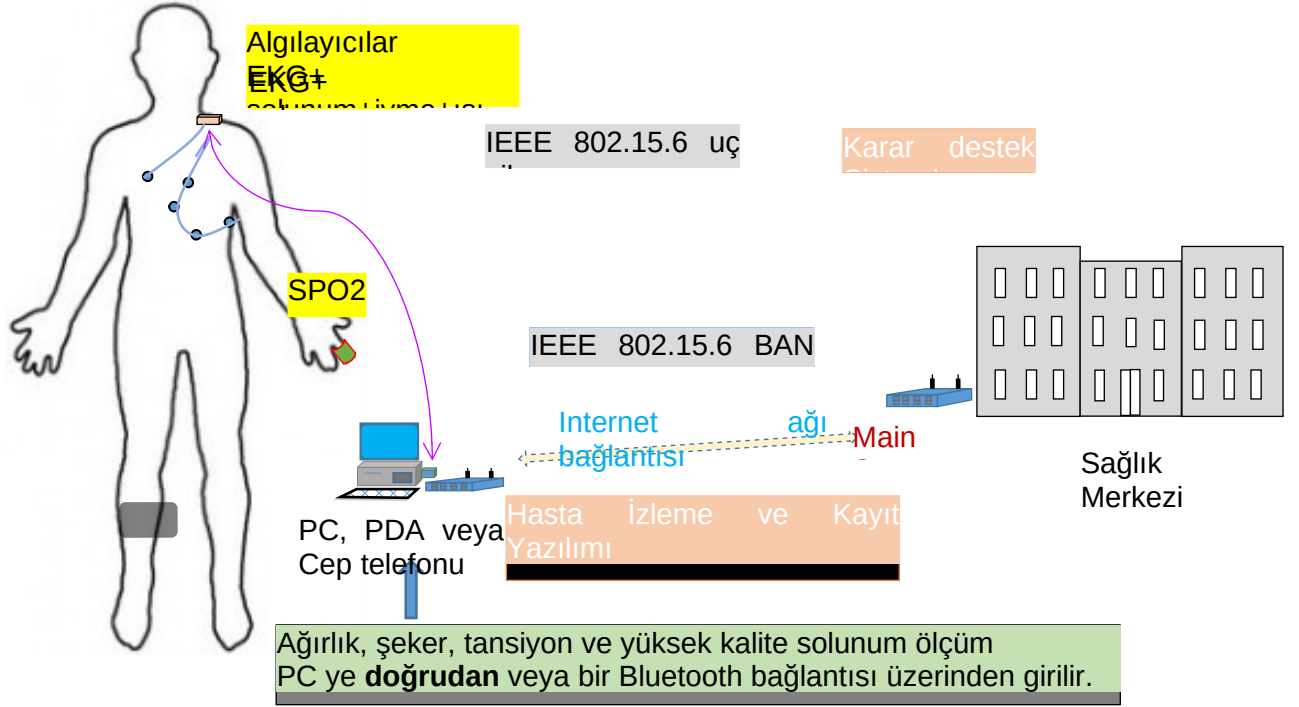 Algılayıcılar
EKG+
EKG+
IEEE 802.15.6 uç
Karar destek
SPO2
IEEE 802.15.6 BAN
Internet ağı
bağlantısı
Main
Sağlık
Merkezi
PC, PDA veya
Cep telefonu
Hasta İzleme ve Kayıt
Yazılımı
Ağırlık, şeker, tansiyon ve yüksek kalite solunum ölçüm
PC ye doğrudan veya bir Bluetooth bağlantısı üzerinden girilir.